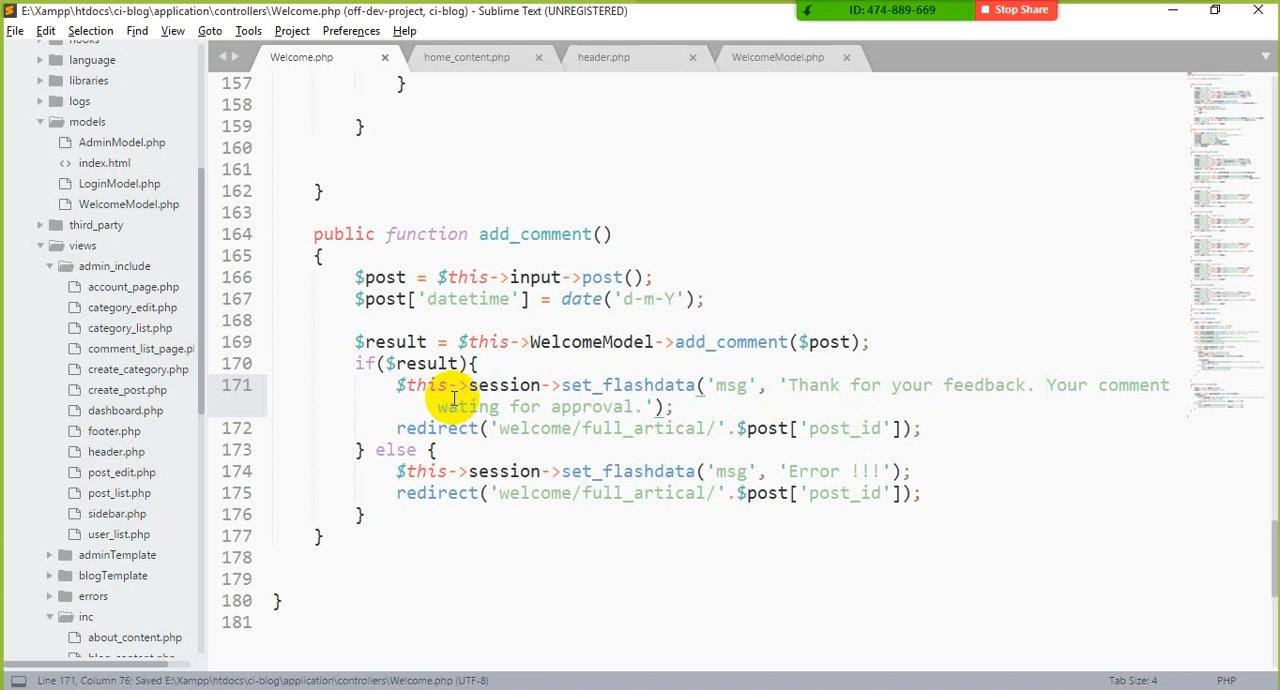 E:\Xampp\htdocs\ci-blog\application\controllers\Welcome.php (off-dev-project, ci-blog) - Sublime Text (UNREGISTERED)
ID: 474-889-669
Stop Share
File Edit Selection Find View Goto Tools Project Preferences Help
hooks
language
libraries
logs
models
AdminModel.php
index.html
LoginModel.php
WelcomeModel.php
third_party
views
admin_include
account_page.php
category_edit.php
category_list.php
comment_list_page.pl
create_category.php
create_post.php
dashboard.php
footer.php
header.php
post_edit.php
post_list.php
sidebar.php
user_list.php
adminTemplate
blogTemplate
errors
inc
about_content.php
blog_content.php
Welcome.php home_content.php header.php WelcomeModel.php
157 }
158
159 }
160
161
162 }
163
164 public function add_comment()
165 {
166 $post = $this->input->post();
167 $post['datetime'] = date('d-m-Y');
168
169 $result = $this->WelcomeModel->add_comment($post);
170 if($result){
171 $this->session->set_flashdata('msg', 'Thank for your feedback. Your comment
wating for approval.');
172 redirect('welcome/full_artical/'.$post['post_id']);
173 } else {
174 $this->session->set_flashdata('msg', 'Error !!!');
175 redirect('welcome/full_artical/'.$post['post_id']);
176 }
177 }
178
179
180 }
181
Line 171, Column 76; Saved E:\Xampp\htdocs\ci-blog\application\controllers\Welcome.php (UTF-8)
Tab Size: 4
PHP